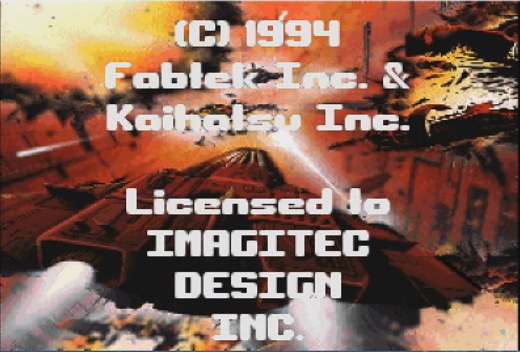 (C) 1994
Fabtek Inc. &
Kaihatsu Inc.
Licensed to
IMAGITEC
DESIGN
INC.